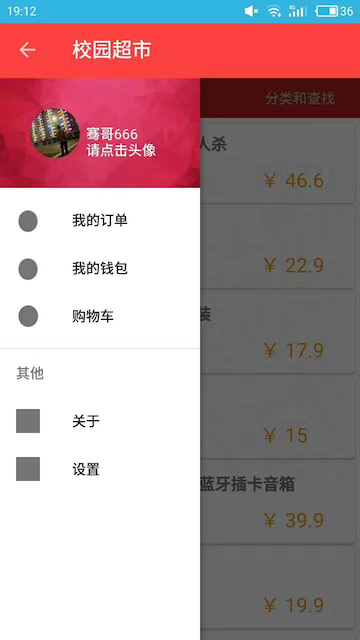 19:12
4G
36
校园超市
分类和查找
骞哥666
请点击头像
人杀
￥ 46.6
我的订单
我的钱包
￥ 22.9
购物车
装
￥ 17.9
其他
关于
￥ 15
设置
蓝牙插卡音箱
￥ 39.9
￥ 19.9